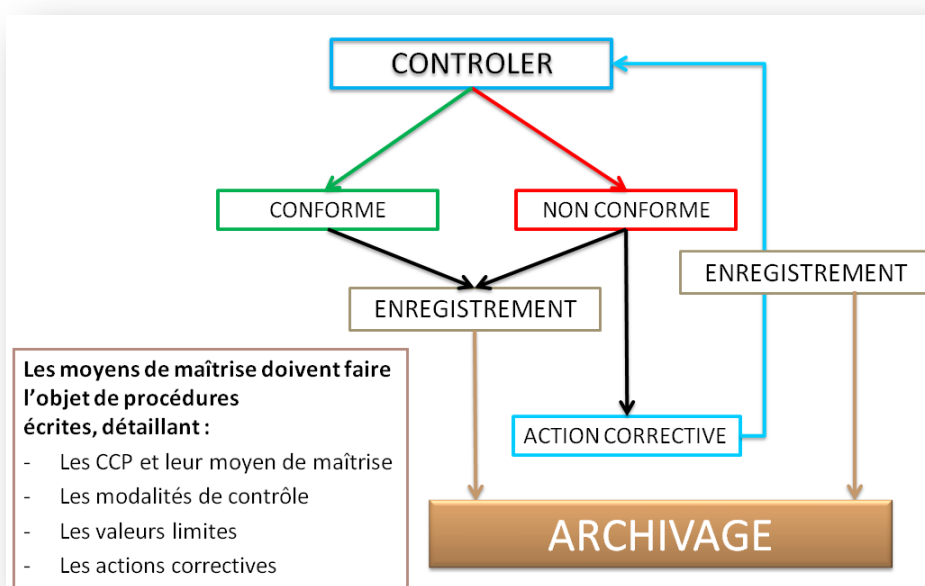 CONTROLER
CONFORME
NON CONFORME
ENREGISTREMENT
ENREGISTREMENT
ACTION CORRECTIVE
Les moyens de maîtrise doivent faire
l'objet de procédures
écrites, détaillant :
- Les CCP et leur moyen de maîtrise
- Les modalités de contrôle
- Les valeurs limites
- Les actions correctives
ARCHIVAGE